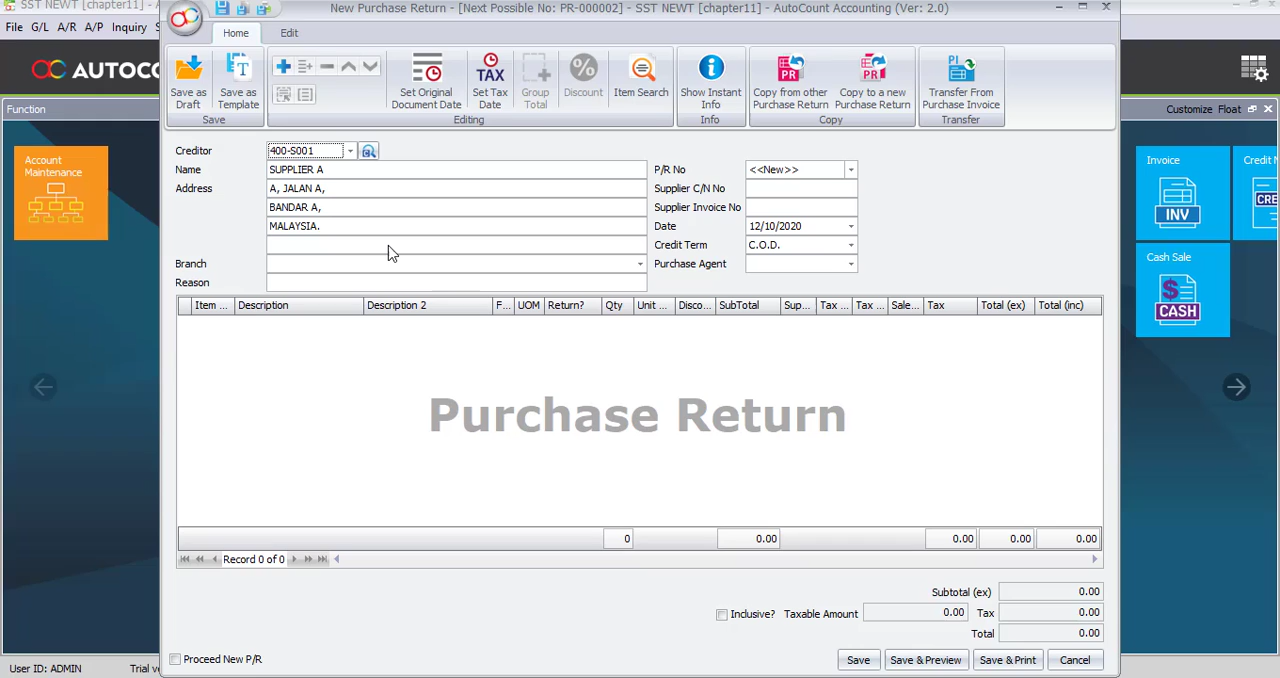 SST NEWT [chapter11] - A
New Purchase Return - [Next Possible No: PR-000002] - SST NEWT [chapter11] - AutoCount Accounting (Ver: 2.0)
File G/L A/R A/P Inquiry S
Home Edit
AUTOCO
Save as Draft
Save as Template
Set Original Document Date
TAX
Set Tax Date
Group Total
Discount
Item Search
Show Instant Info
PR
Copy from other Purchase Return
PR
Copy to a new Purchase Return
PI
Transfer From Purchase Invoice
Save
Editing
Info
Copy
Transfer
Function
Customize Float
Account Maintenance
Invoice
INV
Credit N
CRE
Cash Sale
CASH
Creditor 400-S001
Name SUPPLIER A
Address A, JALAN A,
BANDAR A,
MALAYSIA.
Branch
Reason
P/R No <<New>>
Supplier C/N No
Supplier Invoice No
Date 12/10/2020
Credit Term C.O.D.
Purchase Agent
Item ... Description Description 2 F... UOM Return? Qty Unit ... Disco... SubTotal Sup... Tax ... Tax ... Sale... Tax Total (ex) Total (inc)
Purchase Return
0 0.00 0.00 0.00 0.00
Record 0 of 0
Subtotal (ex) 0.00
Inclusive? Taxable Amount 0.00 Tax 0.00
Total 0.00
Proceed New P/R
Save Save & Preview Save & Print Cancel
User ID: ADMIN Trial ve